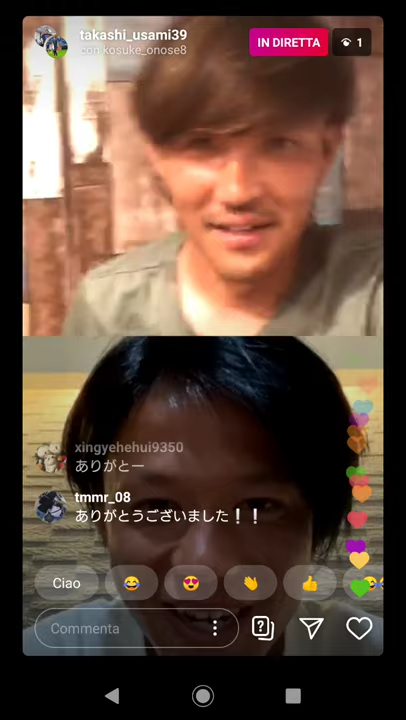 takashi_usami39
con kosuke_onose8
IN DIRETTA
1
xingyehehui9350
ありがとー
tmmr_08
ありがとうございました❗❗
Ciao
Commenta